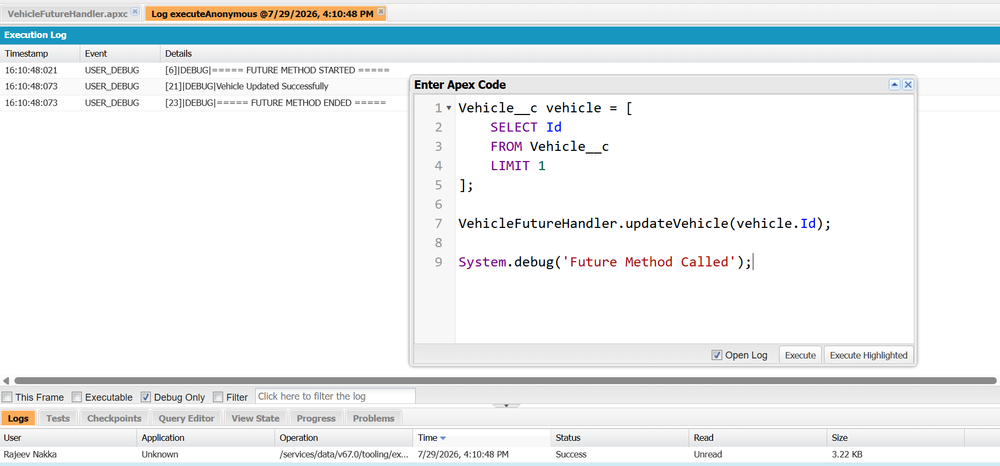 VehicleFutureHandler.apxc
Log executeAnonymous @7/29/2026, 4:10:48 PM
Execution Log
Timestamp Event Details
16:10:48:021 USER_DEBUG [6]|DEBUG|===== FUTURE METHOD STARTED =====
16:10:48:073 USER_DEBUG [21]|DEBUG|Vehicle Updated Successfully
16:10:48:073 USER_DEBUG [23]|DEBUG|===== FUTURE METHOD ENDED =====
Enter Apex Code
1 Vehicle__c vehicle = [
2 SELECT Id
3 FROM Vehicle__c
4 LIMIT 1
5 ];
6
7 VehicleFutureHandler.updateVehicle(vehicle.Id);
8
9 System.debug('Future Method Called');
Open Log Execute Execute Highlighted
This Frame Executable Debug Only Filter Click here to filter the log
Logs Tests Checkpoints Query Editor View State Progress Problems
User Application Operation Time Status Read Size
Rajeev Nakka Unknown /services/data/v67.0/tooling/ex... 7/29/2026, 4:10:48 PM Success Unread 3.22 KB